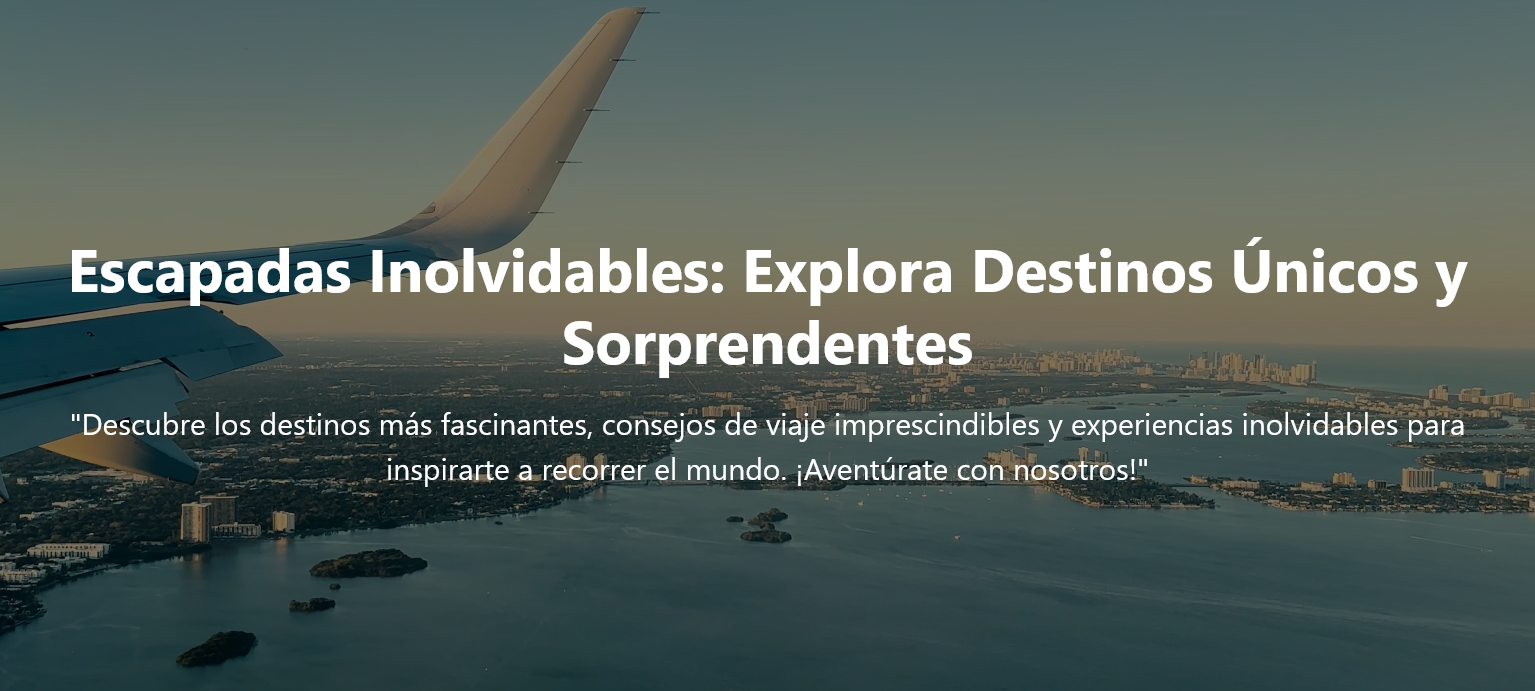 Escapadas Inolvidables: Explora Destinos Únicos y
Sorprendentes
"Descubre los destinos más fascinantes, consejos de viaje imprescindibles y experiencias inolvidables para
inspirarte a recorrer el mundo. ¡Aventúrate con nosotros!"